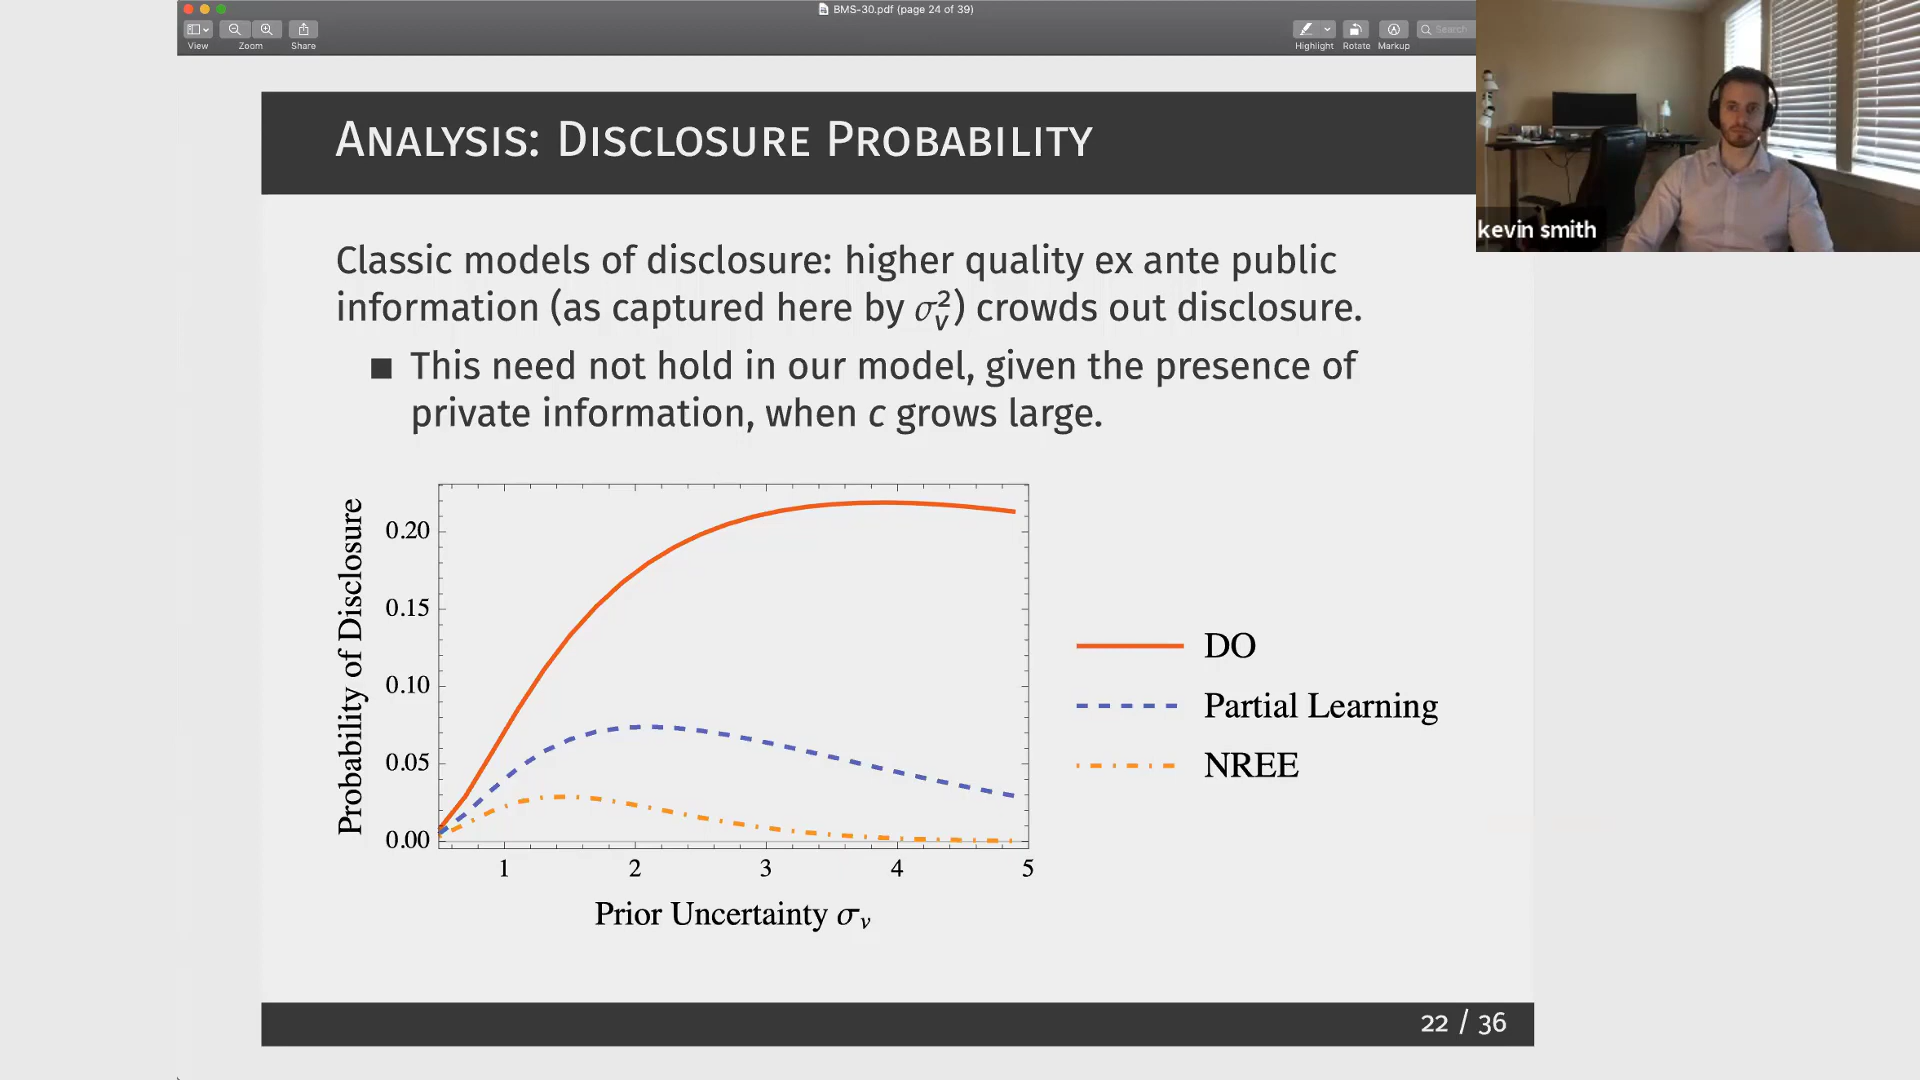 BMS-30.pdf (page 24 of 39)
View
Zoom
Share
Highlight
Rotate
Markup
Search
kevin smith
Analysis: Disclosure Probability
Classic models of disclosure: higher quality ex ante public
information (as captured here by σ²ᵥ) crowds out disclosure.
■ This need not hold in our model, given the presence of
private information, when c grows large.
Probability of Disclosure
0.20
0.15
0.10
0.05
0.00
1 2 3 4 5
Prior Uncertainty σᵥ
DO
Partial Learning
NREE
22 / 36